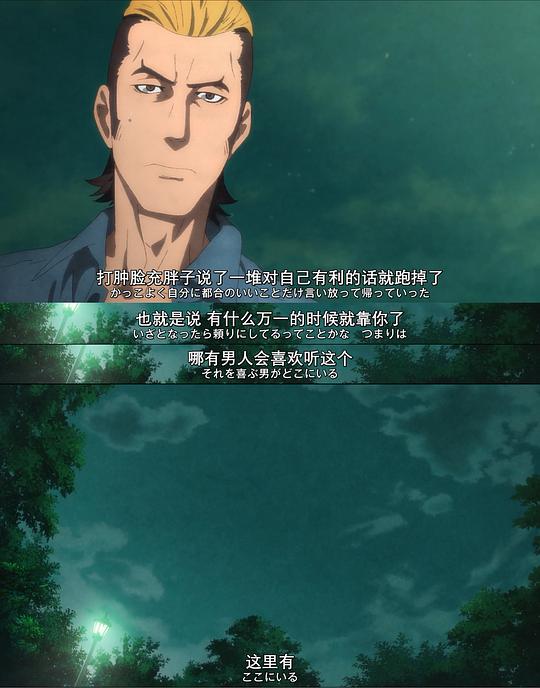 打肿脸充胖子说了一堆对自己有利的话就跑掉了
かっこよく自分に都合のいいことだけ言い放って帰っていった
也就是说 有什么万一的时候就靠你了
いざとなったら頼りにしてるってことかな　つまりは
哪有男人会喜欢听这个
それを喜ぶ男がどこにいる
这里有
ここにいる